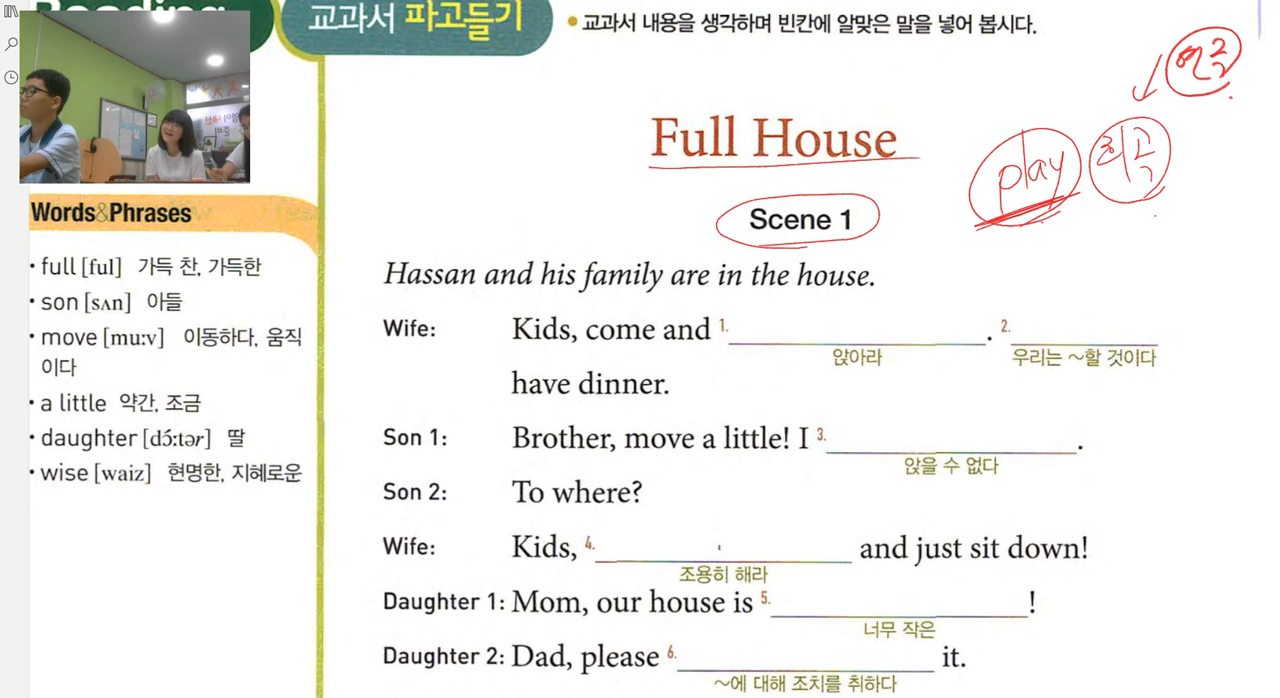 Reading
교과서 파고들기
• 교과서 내용을 생각하며 빈칸에 알맞은 말을 넣어 봅시다.
연극
play 희곡
Full House
Scene 1
Words&Phrases
• full [ful] 가득 찬, 가득한
• son [sʌn] 아들
• move [muːv] 이동하다, 움직
이다
• a little 약간, 조금
• daughter [dɔ́ːtər] 딸
• wise [waiz] 현명한, 지혜로운
Hassan and his family are in the house.
Wife: Kids, come and 1. . 2.
앉아라 우리는 ~할 것이다
have dinner.
Son 1: Brother, move a little! I 3. .
앉을 수 없다
Son 2: To where?
Wife: Kids, 4. and just sit down!
조용히 해라
Daughter 1: Mom, our house is 5. !
너무 작은
Daughter 2: Dad, please 6. it.
~에 대해 조치를 취하다